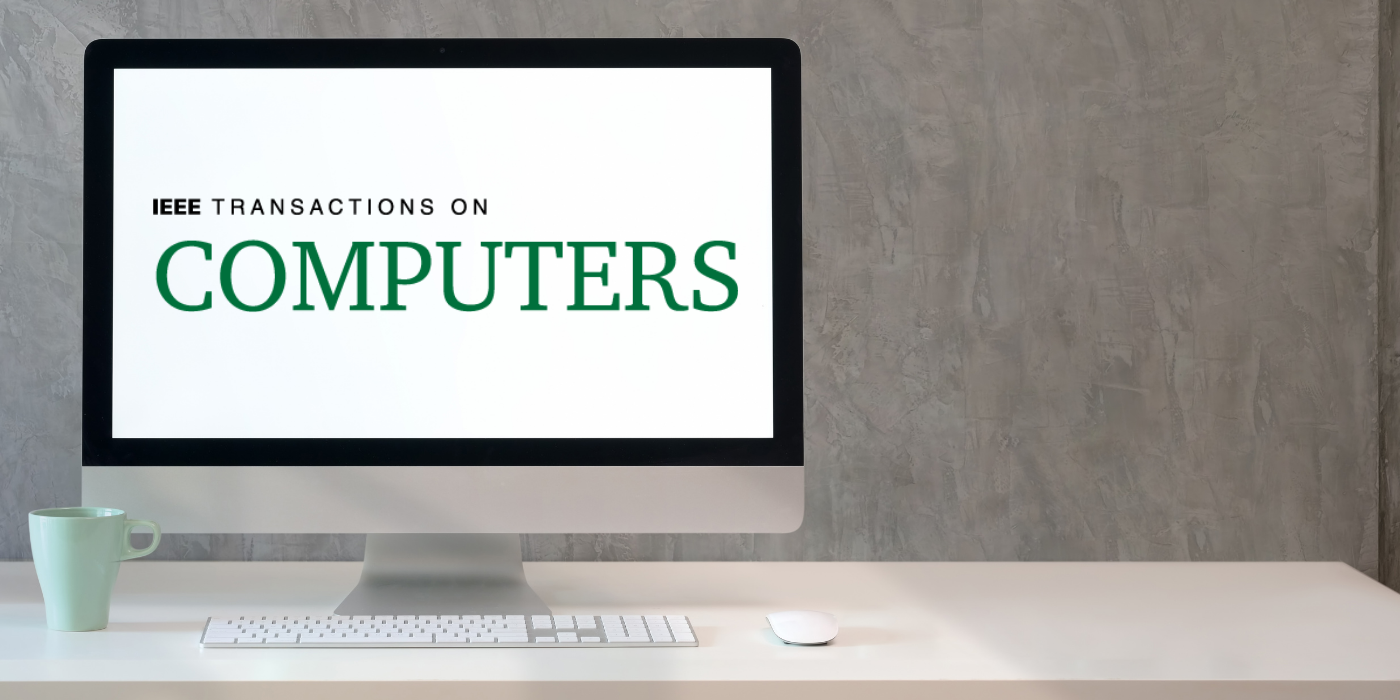 IEEE TRANSACTIONS ON
COMPUTERS